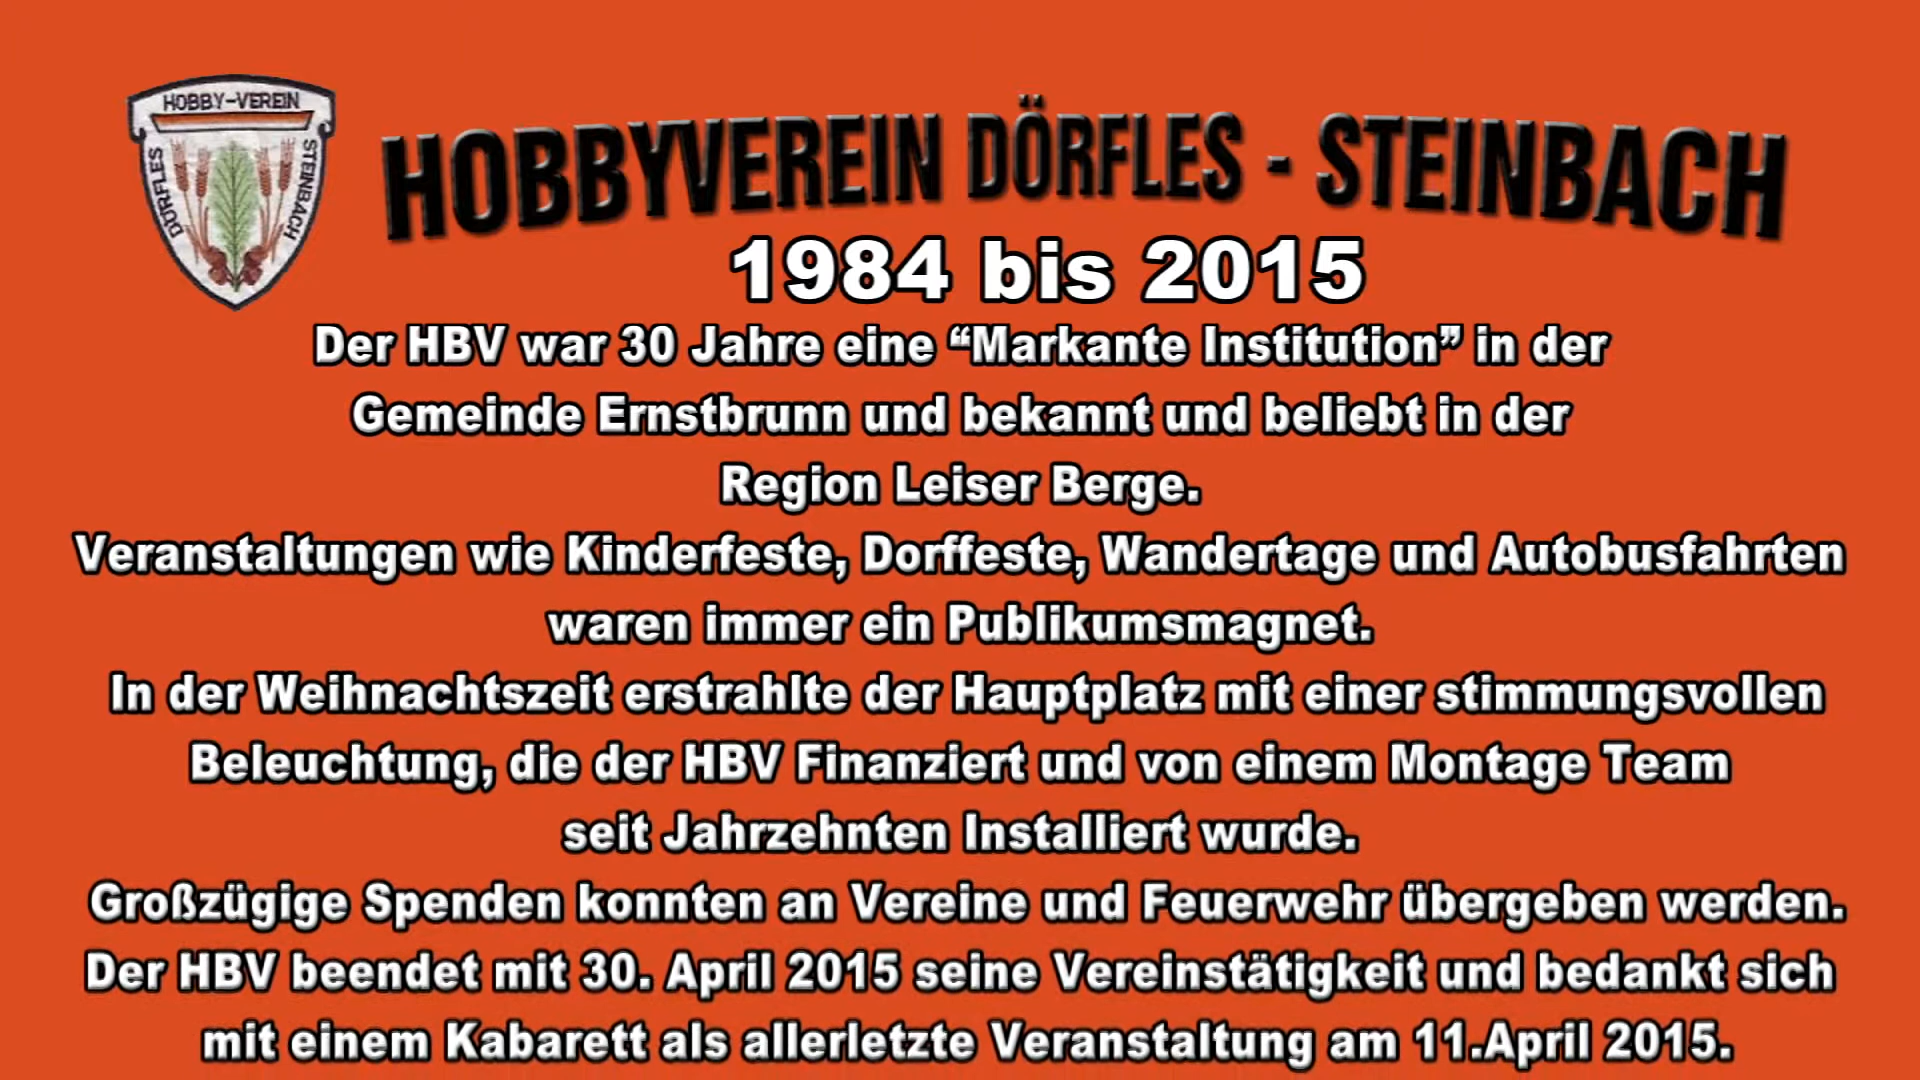 HOBBY-VEREIN
DÖRFLES
STEINBACH
HOBBYVEREIN DÖRFLES - STEINBACH
1984 bis 2015
Der HBV war 30 Jahre eine “Markante Institution” in der
Gemeinde Ernstbrunn und bekannt und beliebt in der
Region Leiser Berge.
Veranstaltungen wie Kinderfeste, Dorffeste, Wandertage und Autobusfahrten
waren immer ein Publikumsmagnet.
In der Weihnachtszeit erstrahlte der Hauptplatz mit einer stimmungsvollen
Beleuchtung, die der HBV Finanziert und von einem Montage Team
seit Jahrzehnten Installiert wurde.
Großzügige Spenden konnten an Vereine und Feuerwehr übergeben werden.
Der HBV beendet mit 30. April 2015 seine Vereinstätigkeit und bedankt sich
mit einem Kabarett als allerletzte Veranstaltung am 11.April 2015.